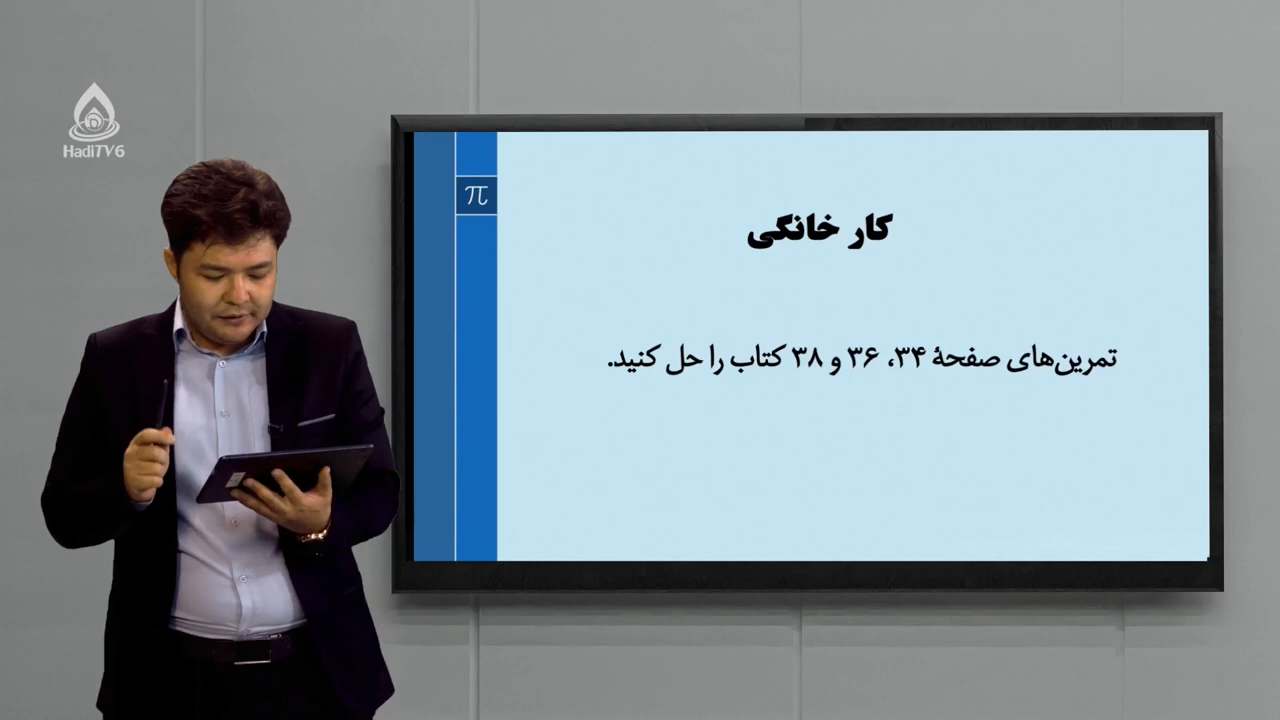 HadiTV6
π
کار خانگی
تمرین‌های صفحهٔ ۳۴، ۳۶ و ۳۸ کتاب را حل کنید.